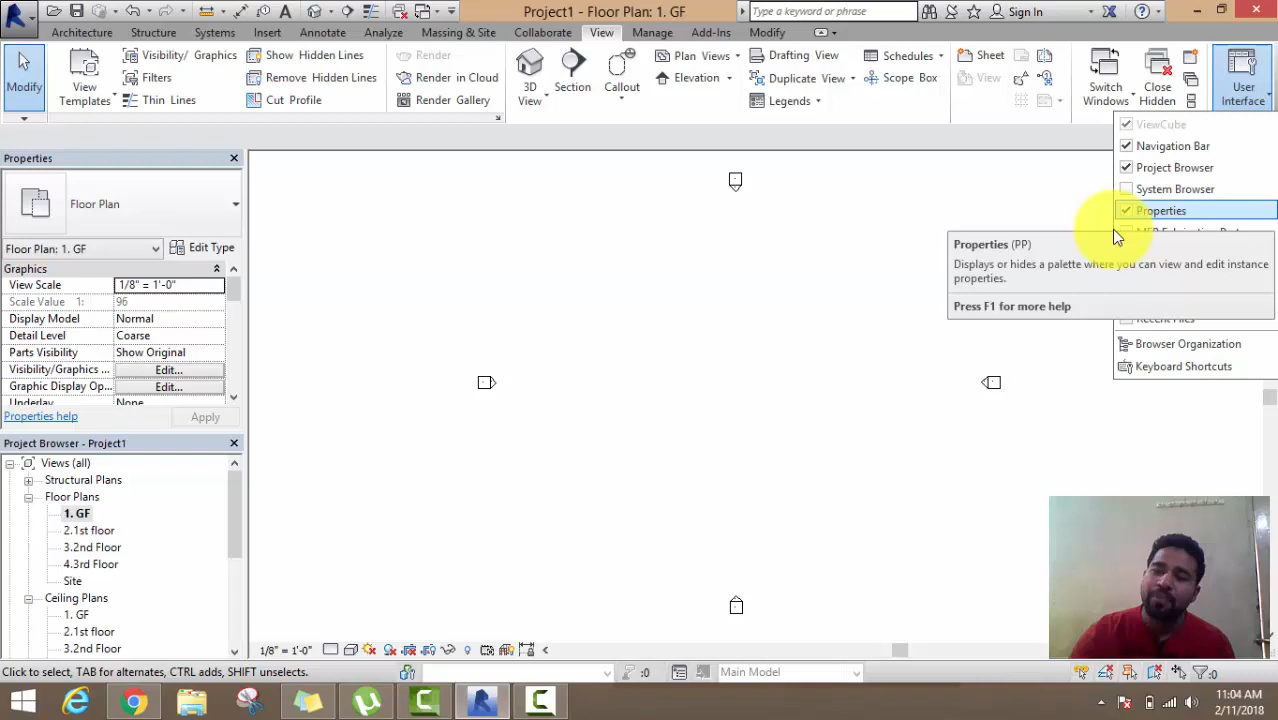 Project1 - Floor Plan: 1. GF
Type a keyword or phrase
Sign In
Architecture Structure Systems Insert Annotate Analyze Massing & Site Collaborate View Manage Add-Ins Modify
Modify
View
Templates
Visibility/ Graphics
Filters
Thin Lines
Show Hidden Lines
Remove Hidden Lines
Cut Profile
Render
Render in Cloud
Render Gallery
3D
View
Section
Callout
Plan Views
Elevation
Drafting View
Duplicate View
Legends
Schedules
Scope Box
Sheet
View
Switch
Windows
Close
Hidden
User
Interface
ViewCube
Navigation Bar
Project Browser
System Browser
Properties
Properties (PP)
Displays or hides a palette where you can view and edit instance
properties.
Press F1 for more help
Recent Files
Browser Organization
Keyboard Shortcuts
Properties
Floor Plan
Floor Plan: 1. GF
Edit Type
Graphics
View Scale 1/8" = 1'-0"
Scale Value 1: 96
Display Model Normal
Detail Level Coarse
Parts Visibility Show Original
Visibility/Graphics ... Edit...
Graphic Display Op... Edit...
Underlay None
Properties help
Apply
Project Browser - Project1
Views (all)
Structural Plans
Floor Plans
1. GF
2.1st floor
3.2nd Floor
4.3rd Floor
Site
Ceiling Plans
1. GF
2.1st floor
3.2nd Floor
1/8" = 1'-0"
Click to select, TAB for alternates, CTRL adds, SHIFT unselects.
:0
Main Model
:0
11:04 AM
2/11/2018